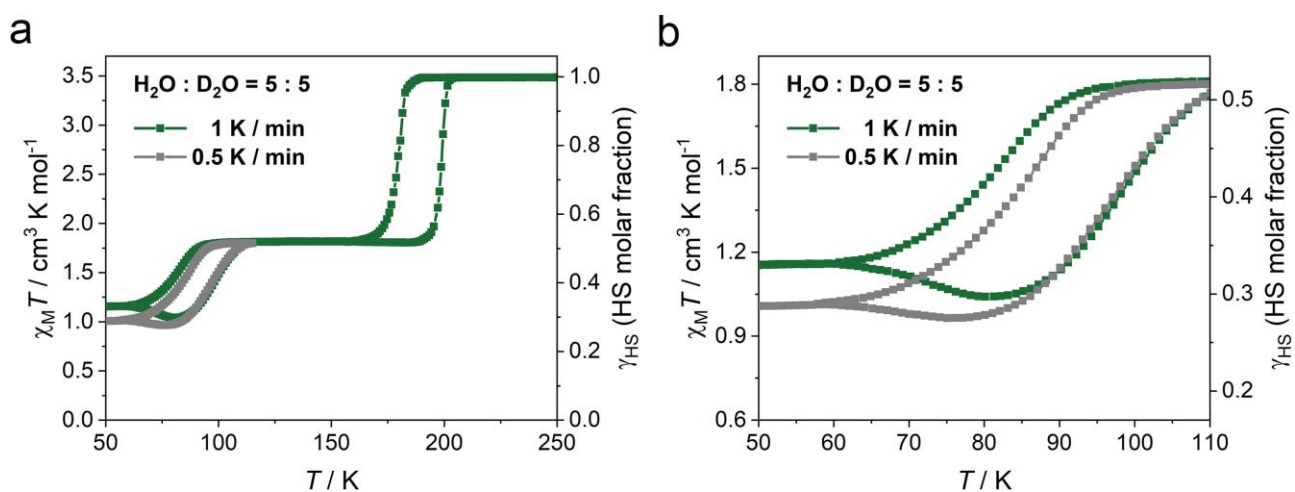 a
H₂O : D₂O = 5 : 5
1 K / min
0.5 K / min
χ_M T / cm³ K mol⁻¹
3.5
3.0
2.5
2.0
1.5
1.0
0.5
0.0
γ_HS (HS molar fraction)
1.0
0.8
0.6
0.4
0.2
0.0
50 100 150 200 250
T / K
b
H₂O : D₂O = 5 : 5
1 K / min
0.5 K / min
χ_M T / cm³ K mol⁻¹
1.8
1.5
1.2
0.9
0.6
γ_HS (HS molar fraction)
0.5
0.4
0.3
0.2
50 60 70 80 90 100 110
T / K